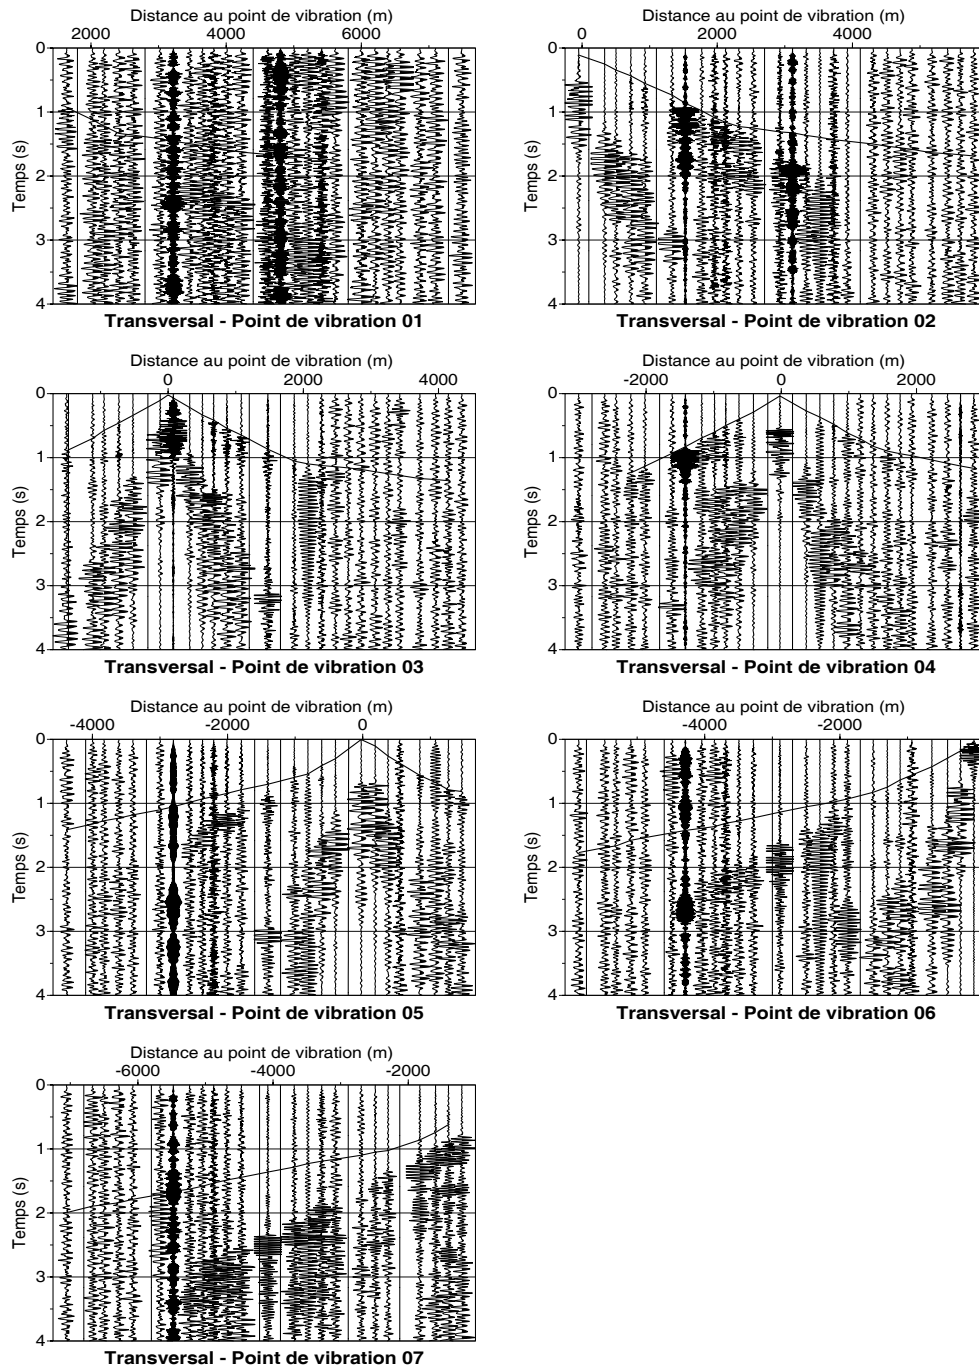 Distance au point de vibration (m)
2000 4000 6000
0
1
2
3
4
Temps (s)
Transversal - Point de vibration 01
Distance au point de vibration (m)
0 2000 4000
0
1
2
3
4
Temps (s)
Transversal - Point de vibration 02
Distance au point de vibration (m)
0 2000 4000
0
1
2
3
4
Temps (s)
Transversal - Point de vibration 03
Distance au point de vibration (m)
-2000 0 2000
0
1
2
3
4
Temps (s)
Transversal - Point de vibration 04
Distance au point de vibration (m)
-4000 -2000 0
0
1
2
3
4
Temps (s)
Transversal - Point de vibration 05
Distance au point de vibration (m)
-4000 -2000
0
1
2
3
4
Temps (s)
Transversal - Point de vibration 06
Distance au point de vibration (m)
-6000 -4000 -2000
0
1
2
3
4
Temps (s)
Transversal - Point de vibration 07